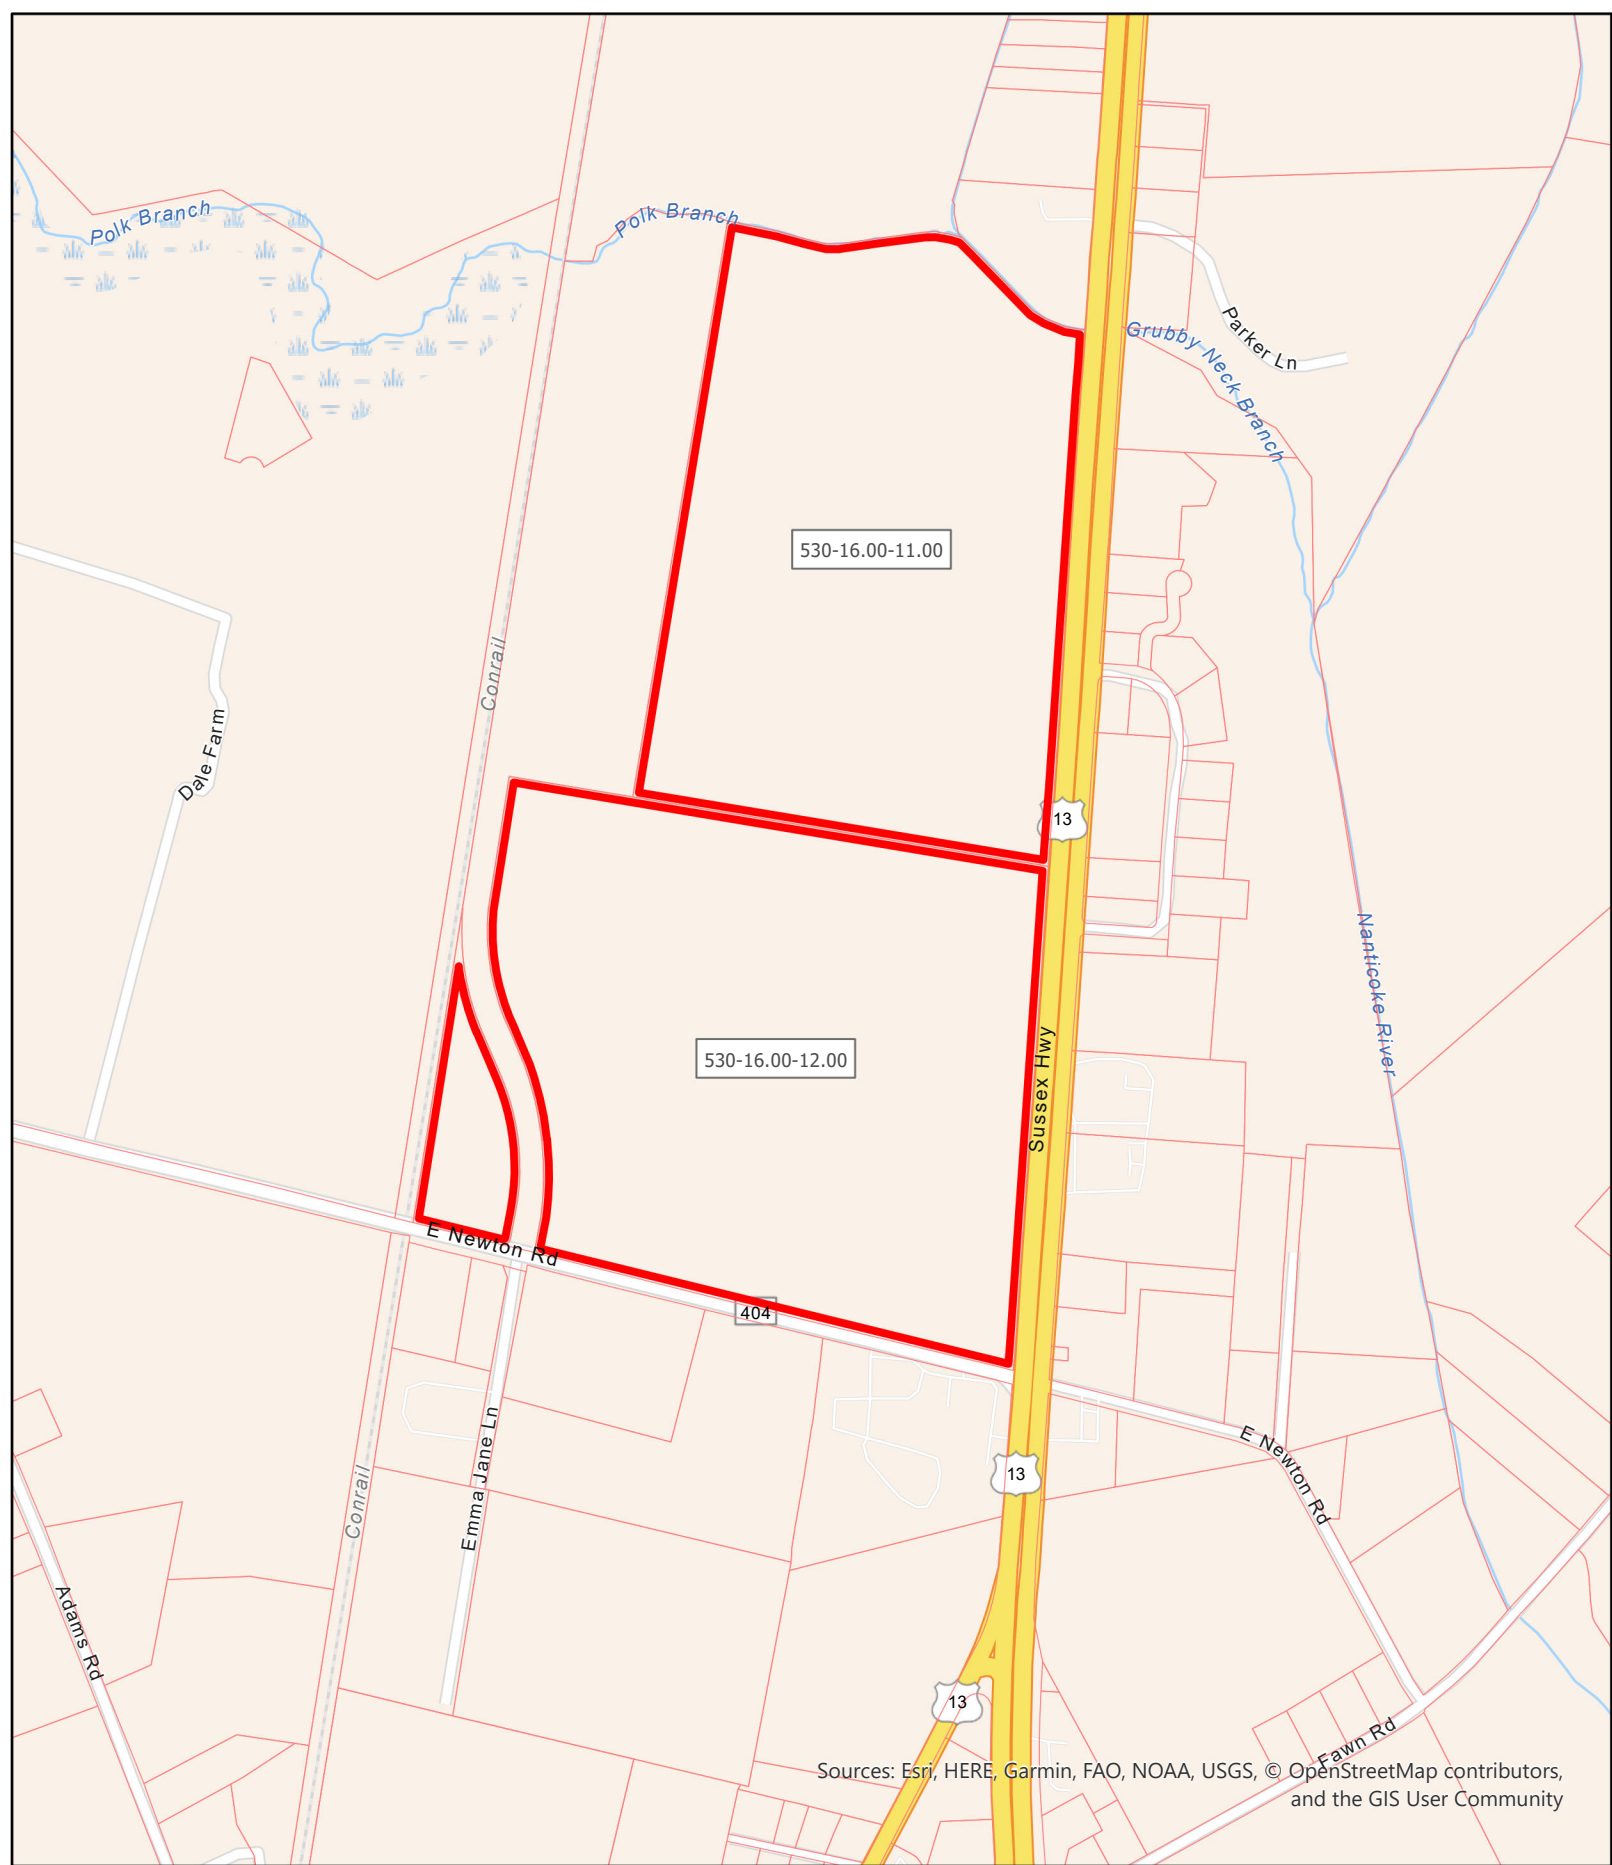 Polk Branch
Polk Branch
Parker Ln
Grubby Neck Branch
530-16.00-11.00
Conrail
Dale Farm
13
Nanticoke River
Sussex Hwy
530-16.00-12.00
E Newton Rd
404
E Newton Rd
13
Emma Jane Ln
Conrail
Adams Rd
13
Fawn Rd
Sources: Esri, HERE, Garmin, FAO, NOAA, USGS, © OpenStreetMap contributors,
and the GIS User Community